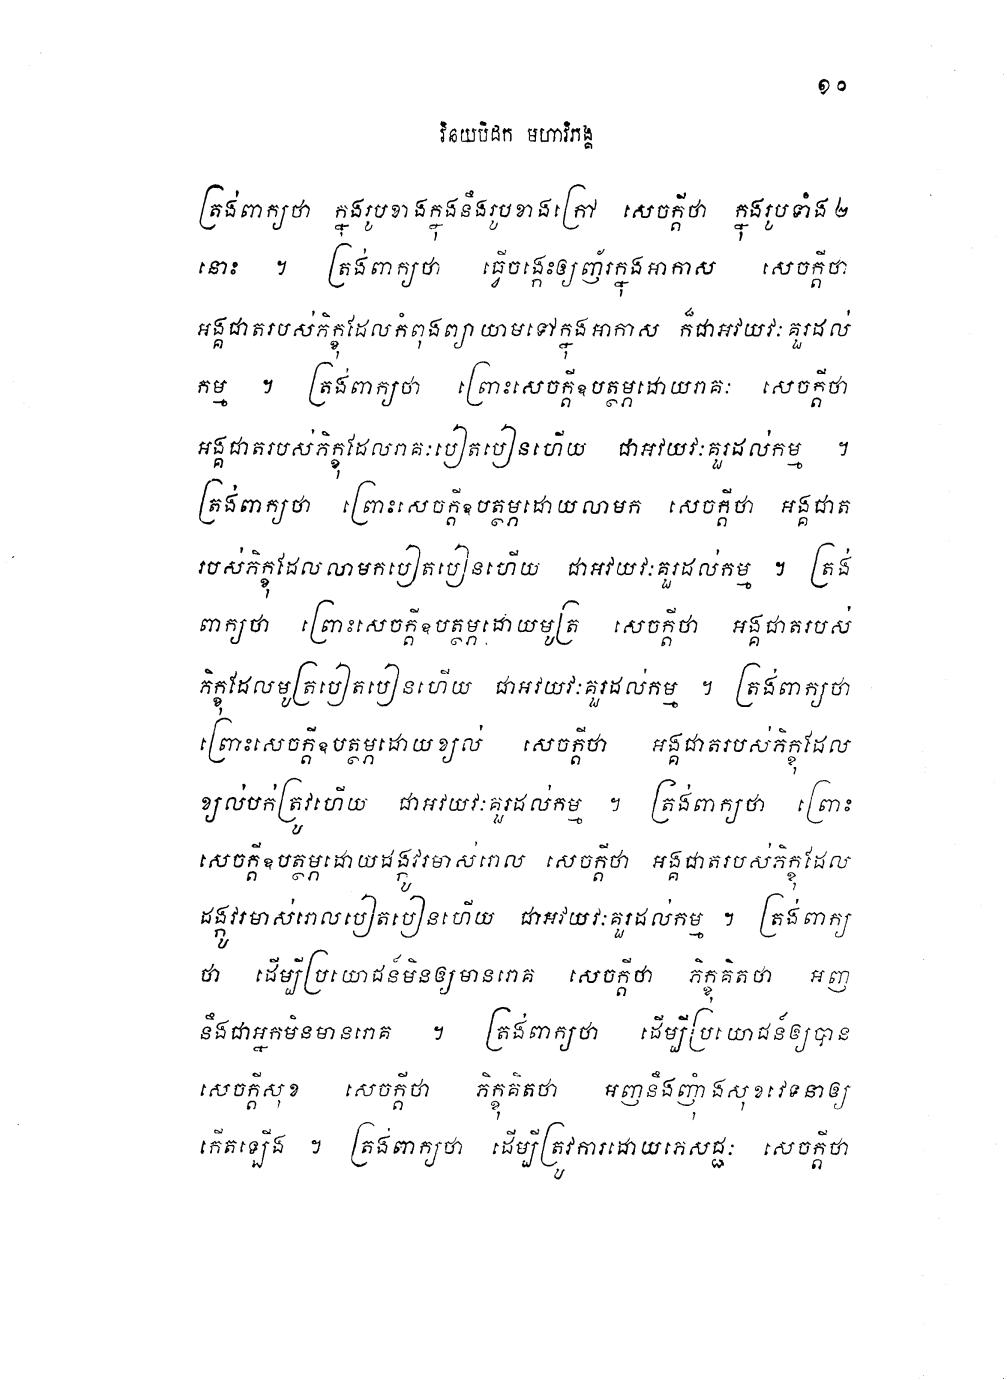 ១០
វិនយបិដក មហាវិភង្គ
ត្រង់ពាក្យថា ក្នុងរូបខាងក្នុងនឹងរូបខាងក្រៅ សេចក្តីថា ក្នុងរូបទាំង ២
នោះ ។ ត្រង់ពាក្យថា ធ្វើចង្កេះឲ្យញ័រក្នុងអាកាស សេចក្តីថា
អង្គជាតរបស់ភិក្ខុដែលកំពុងព្យាយាមទៅក្នុងអាកាស ក៏ជាអវយវៈគួរដល់
កម្ម ។ ត្រង់ពាក្យថា ព្រោះសេចក្តីឧបត្ថម្ភដោយរាគៈ សេចក្តីថា
អង្គជាតរបស់ភិក្ខុដែលរាគៈបៀតបៀនហើយ ជាអវយវៈគួរដល់កម្ម ។
ត្រង់ពាក្យថា ព្រោះសេចក្តីឧបត្ថម្ភដោយលាមក សេចក្តីថា អង្គជាត
របស់ភិក្ខុដែលលាមកបៀតបៀនហើយ ជាអវយវៈគួរដល់កម្ម ។ ត្រង់
ពាក្យថា ព្រោះសេចក្តីឧបត្ថម្ភដោយមូត្រ សេចក្តីថា អង្គជាតរបស់
ភិក្ខុដែលមូត្របៀតបៀនហើយ ជាអវយវៈគួរដល់កម្ម ។ ត្រង់ពាក្យថា
ព្រោះសេចក្តីឧបត្ថម្ភដោយខ្យល់ សេចក្តីថា អង្គជាតរបស់ភិក្ខុដែល
ខ្យល់បក់ត្រូវហើយ ជាអវយវៈគួរដល់កម្ម ។ ត្រង់ពាក្យថា ព្រោះ
សេចក្តីឧបត្ថម្ភដោយដង្កូវរមាស់រោល សេចក្តីថា អង្គជាតរបស់ភិក្ខុដែល
ដង្កូវរមាស់រោលបៀតបៀនហើយ ជាអវយវៈគួរដល់កម្ម ។ ត្រង់ពាក្យ
ថា ដើម្បីប្រយោជន៍មិនឲ្យមានរោគ សេចក្តីថា ភិក្ខុគិតថា អញ
នឹងជាអ្នកមិនមានរោគ ។ ត្រង់ពាក្យថា ដើម្បីប្រយោជន៍ឲ្យបាន
សេចក្តីសុខ សេចក្តីថា ភិក្ខុគិតថា អញនឹងញុំាងសុខវេទនាឲ្យ
កើតឡើង ។ ត្រង់ពាក្យថា ដើម្បីត្រូវការដោយភេសជ្ជៈ សេចក្តីថា